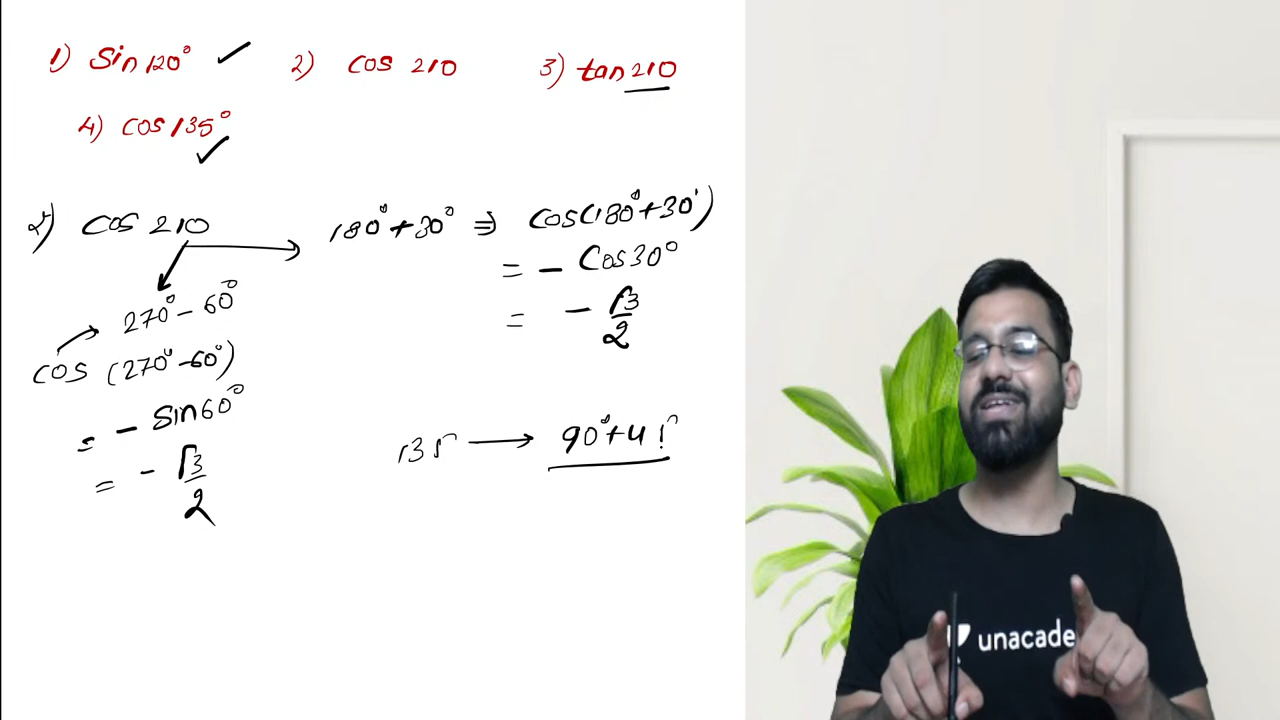 1) Sin 120° ✓ 2) Cos 210 3) tan 210
4) Cos 135° ✓
2) Cos 210 → 180° + 30° ⇒ Cos(180° + 30°)
= - Cos 30°
270° - 60°
= - √3/2
Cos (270° - 60°)
= - Sin 60°
135 → 90° + 45
= - √3/2
unacade